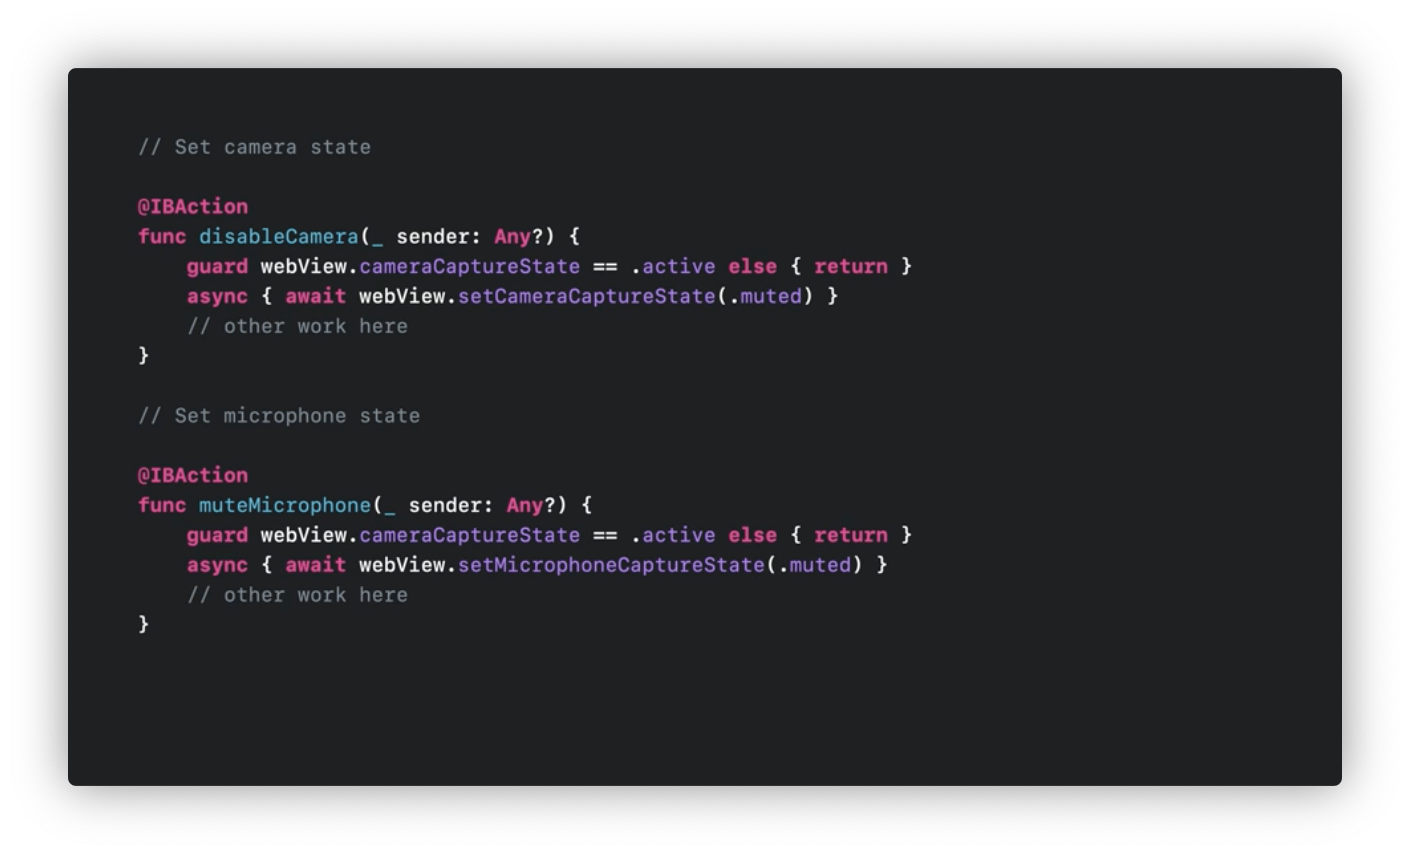 // Set camera state
@IBAction
func disableCamera(_ sender: Any?) {
    guard webView.cameraCaptureState == .active else { return }
    async { await webView.setCameraCaptureState(.muted) }
    // other work here
}
// Set microphone state
@IBAction
func muteMicrophone(_ sender: Any?) {
    guard webView.cameraCaptureState == .active else { return }
    async { await webView.setMicrophoneCaptureState(.muted) }
    // other work here
}